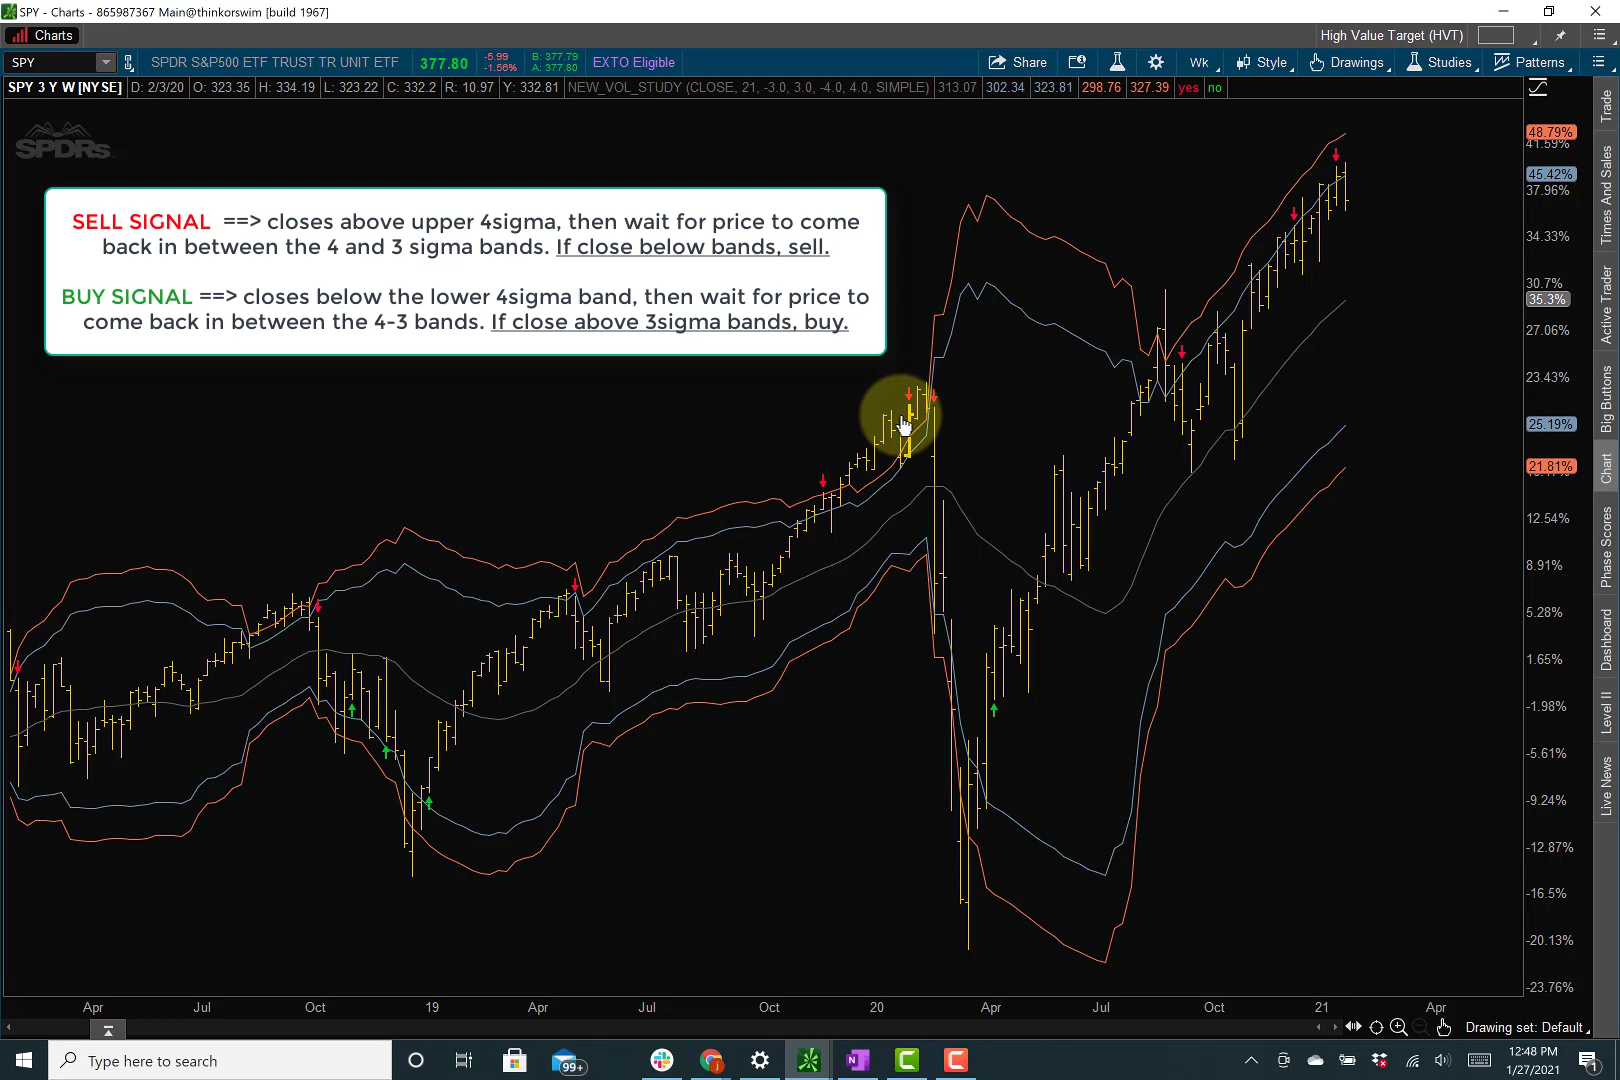 SPY - Charts - 865987367 Main@thinkorswim [build 1967]
Charts
High Value Target (HVT)
SPY
SPDR S&P500 ETF TRUST TR UNIT ETF
377.80
-5.99
-1.56%
B: 377.79
A: 377.80
EXTO Eligible
Share
Wk
Style
Drawings
Studies
Patterns
SPY 3 Y W [NYSE]
D: 2/3/20
O: 323.35
H: 334.19
L: 323.22
C: 332.2
R: 10.97
Y: 332.81
NEW_VOL_STUDY (CLOSE, 21, -3.0, 3.0, -4.0, 4.0, SIMPLE)
313.07
302.34
323.81
298.76
327.39
yes
no
SPDRs
SELL SIGNAL ==> closes above upper 4sigma, then wait for price to come
back in between the 4 and 3 sigma bands. If close below bands, sell.
BUY SIGNAL ==> closes below the lower 4sigma band, then wait for price to
come back in between the 4-3 bands. If close above 3sigma bands, buy.
48.79%
41.59%
45.42%
37.96%
34.33%
30.7%
35.3%
27.06%
23.43%
25.19%
21.81%
12.54%
8.91%
5.28%
1.65%
-1.98%
-5.61%
-9.24%
-12.87%
-16.5%
-20.13%
-23.76%
Trade
Times And Sales
Active Trader
Big Buttons
Chart
Phase Scores
Dashboard
Level II
Live News
Apr
Jul
Oct
19
Apr
Jul
Oct
20
Apr
Jul
Oct
21
Apr
Drawing set: Default
Type here to search
99+
12:48 PM
1/27/2021
1